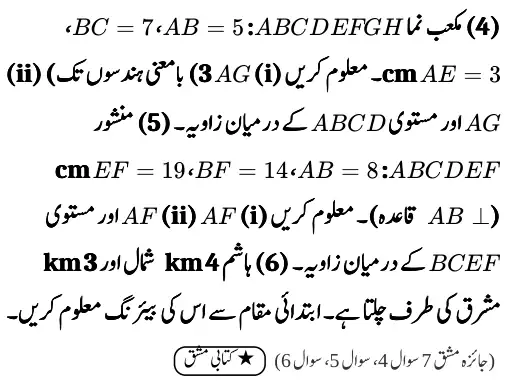 (4) مکعب نما ABCDEFGH: AB = 5، BC = 7،
AE = 3 cm۔ معلوم کریں (i) AG (3 بامعنی ہندسوں تک) (ii)
AG اور مستوی ABCD کے درمیان زاویہ۔ (5) منشور
ABCDEF: AB = 8، BF = 14، EF = 19 cm
(AB ⊥ قاعدہ)۔ معلوم کریں (i) AF (ii) AF اور مستوی
BCEF کے درمیان زاویہ۔ (6) ہاشم 4 km شمال اور 3 km
مشرق کی طرف چلتا ہے۔ ابتدائی مقام سے اس کی بیئرنگ معلوم کریں۔
(جائزہ مشق 7 سوال 4، سوال 5، سوال 6) ★ کتابی مشق